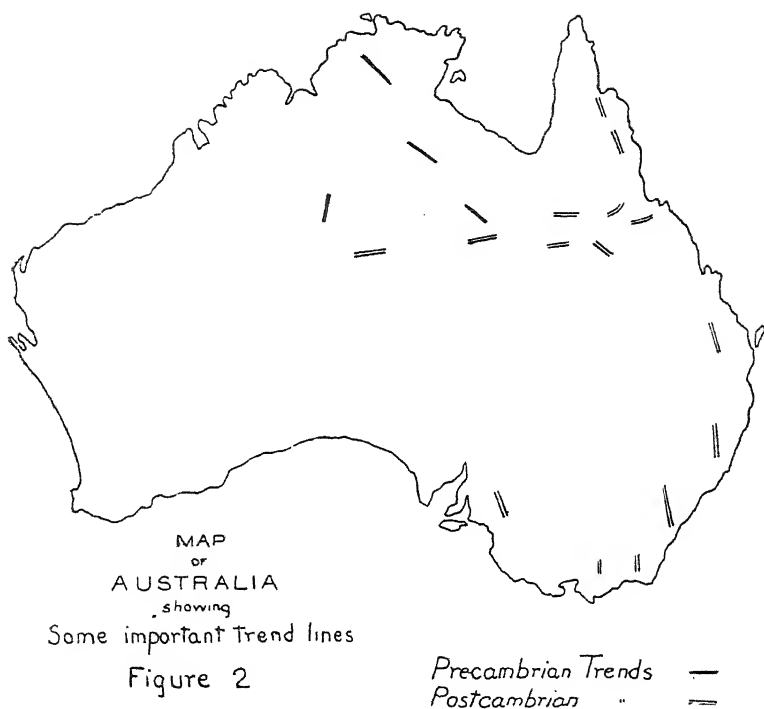 MAP
OF
AUSTRALIA
showing
Some important Trend lines
Figure 2
Precambrian Trends
Postcambrian "